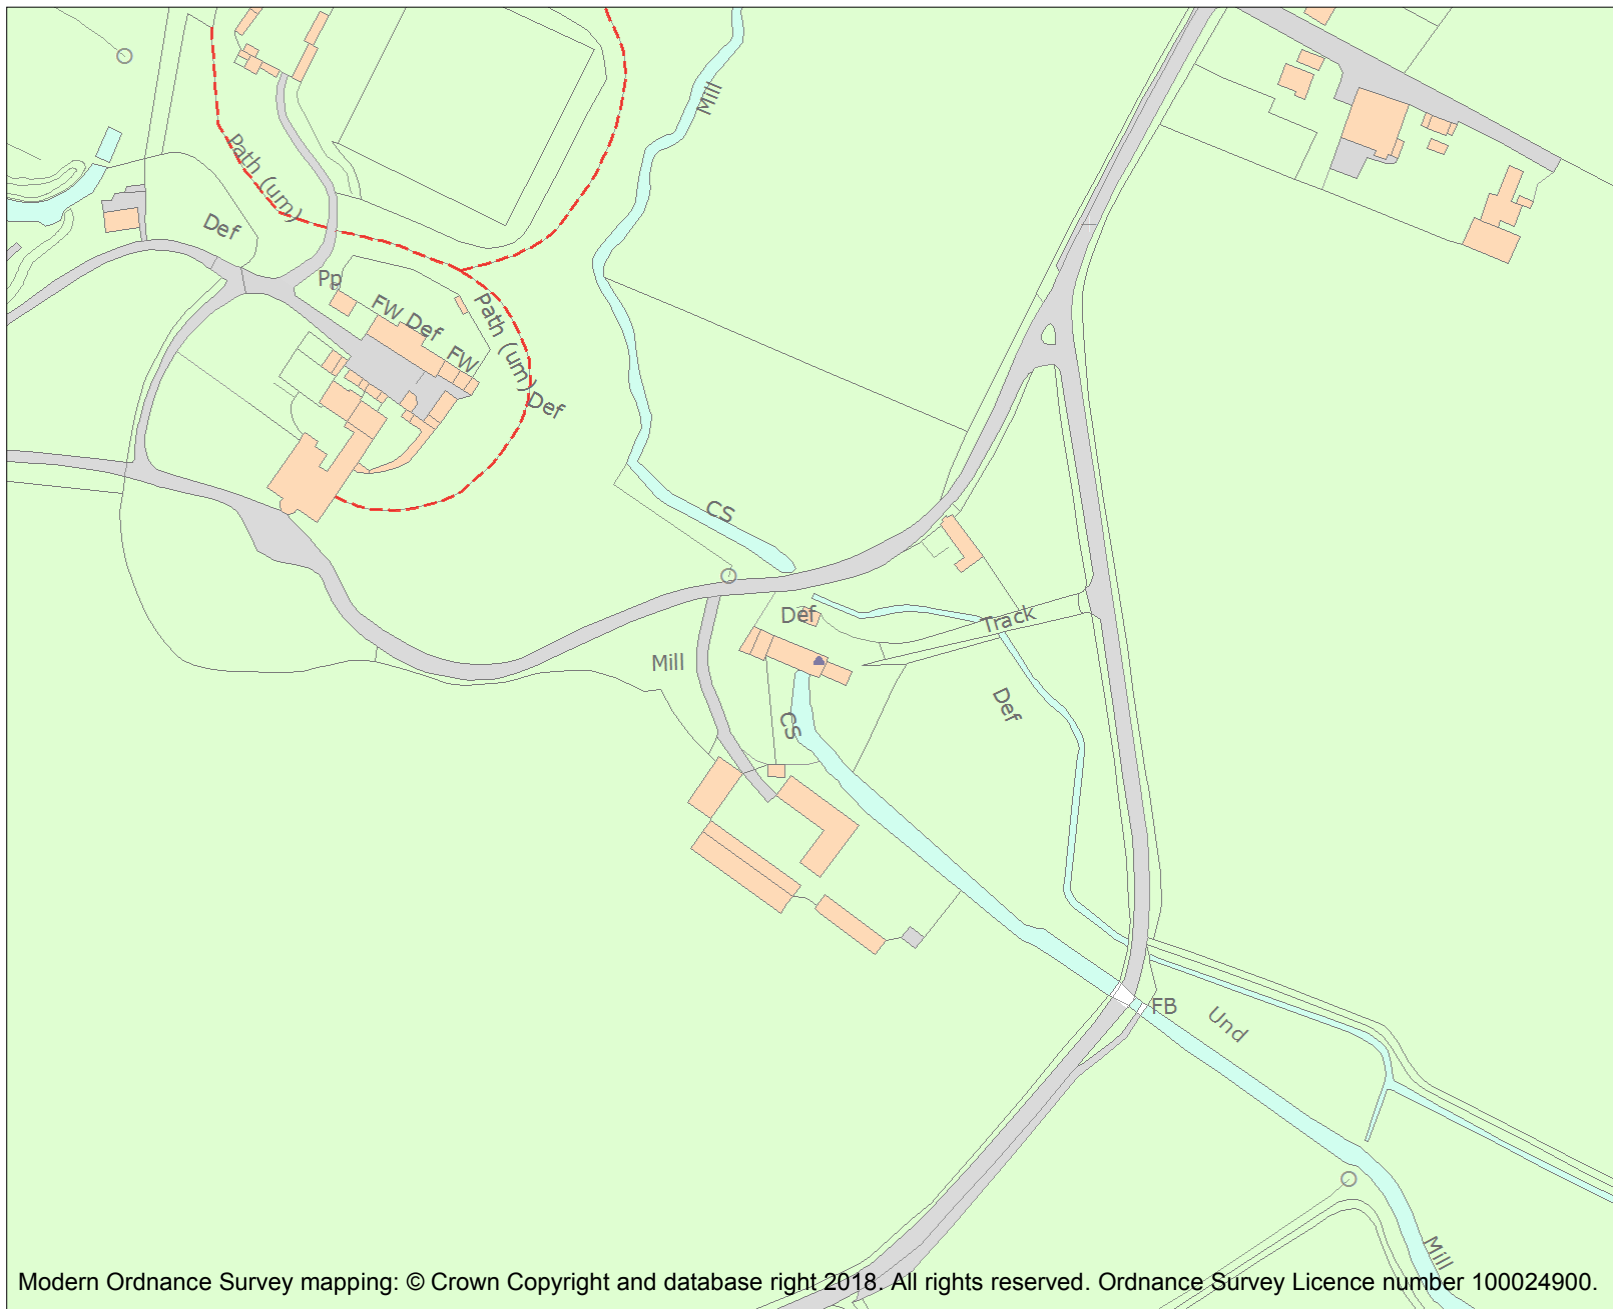 Mill
Path (um)
Def
Pp
FW
Def
FW
Path (um)
Def
CS
Def
Track
Mill
CS
Def
FB
Und
Mill
Modern Ordnance Survey mapping: © Crown Copyright and database right 2018. All rights reserved. Ordnance Survey Licence number 100024900.